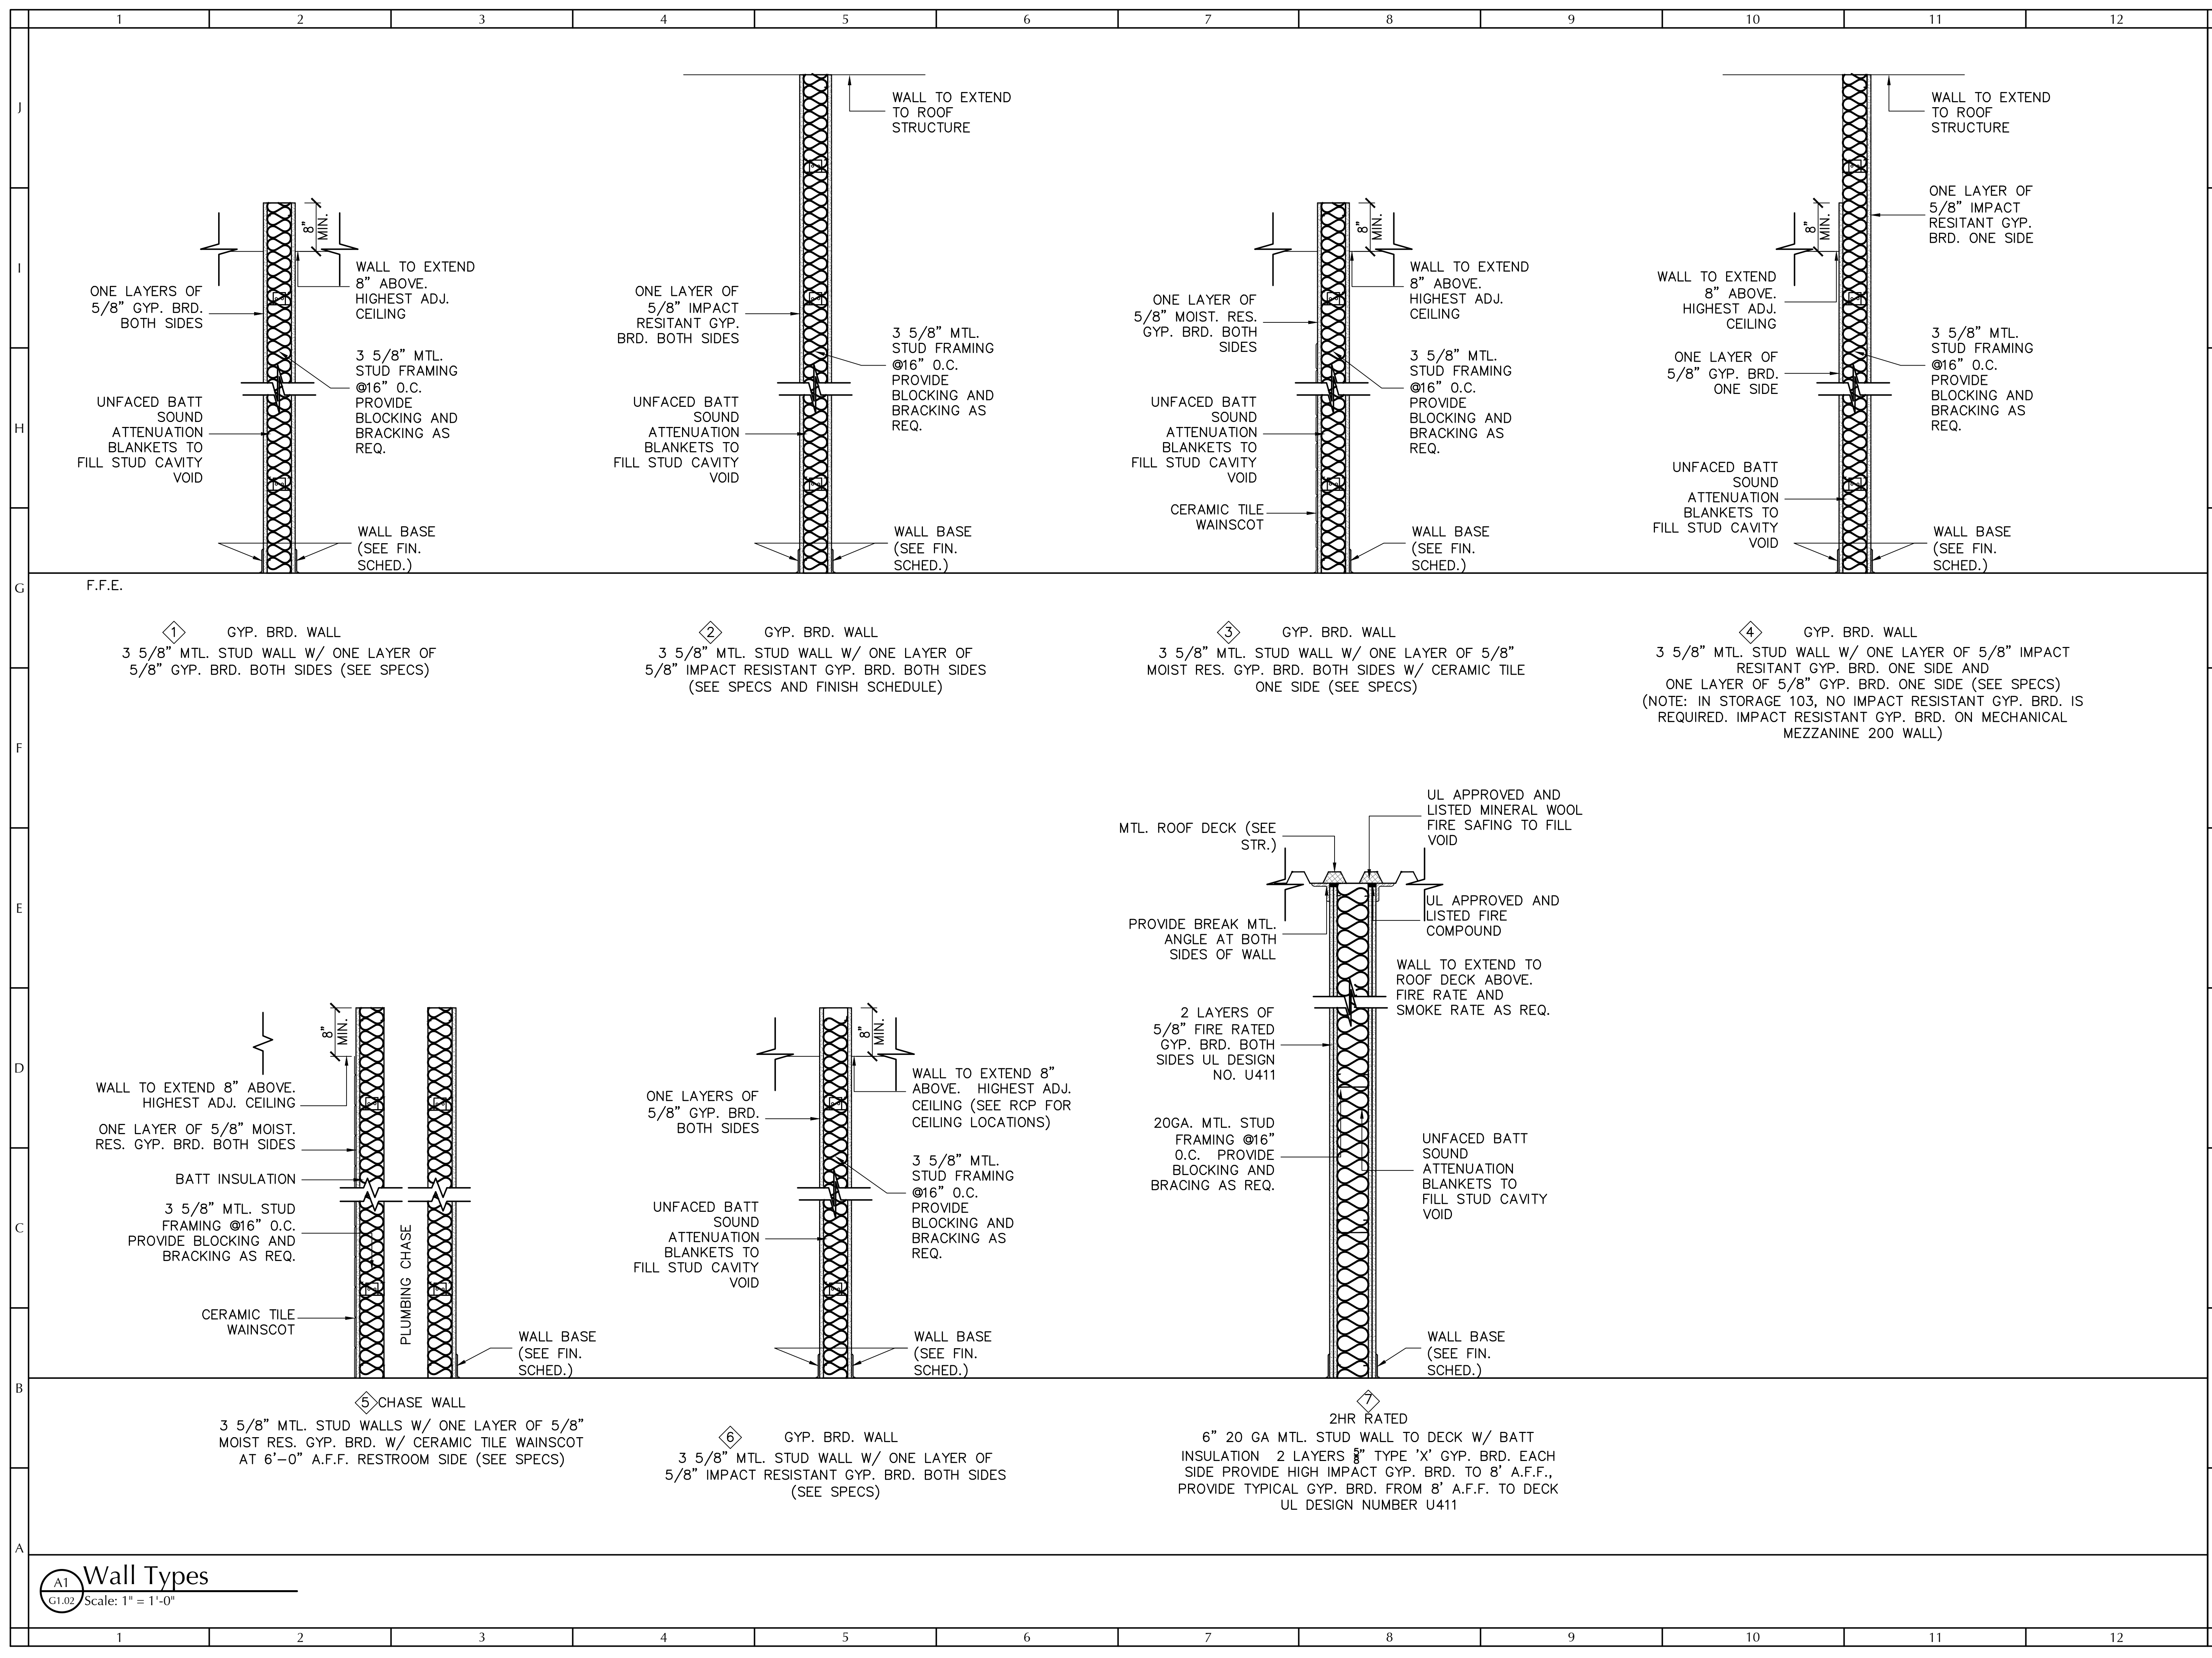 1 2 3 4 5 6 7 8 9 10 11 12
J
I
H
G
F
E
D
C
B
A
8”
MIN.
WALL TO EXTEND
8” ABOVE.
HIGHEST ADJ.
CEILING
ONE LAYERS OF
5/8” GYP. BRD.
BOTH SIDES
3 5/8” MTL.
STUD FRAMING
@16” O.C.
PROVIDE
BLOCKING AND
BRACKING AS
REQ.
UNFACED BATT
SOUND
ATTENUATION
BLANKETS TO
FILL STUD CAVITY
VOID
WALL BASE
(SEE FIN.
SCHED.)
F.F.E.
1 GYP. BRD. WALL
3 5/8” MTL. STUD WALL W/ ONE LAYER OF
5/8” GYP. BRD. BOTH SIDES (SEE SPECS)
WALL TO EXTEND
TO ROOF
STRUCTURE
ONE LAYER OF
5/8” IMPACT
RESITANT GYP.
BRD. BOTH SIDES
3 5/8” MTL.
STUD FRAMING
@16” O.C.
PROVIDE
BLOCKING AND
BRACKING AS
REQ.
UNFACED BATT
SOUND
ATTENUATION
BLANKETS TO
FILL STUD CAVITY
VOID
WALL BASE
(SEE FIN.
SCHED.)
2 GYP. BRD. WALL
3 5/8” MTL. STUD WALL W/ ONE LAYER OF
5/8” IMPACT RESISTANT GYP. BRD. BOTH SIDES
(SEE SPECS AND FINISH SCHEDULE)
8”
MIN.
WALL TO EXTEND
8” ABOVE.
HIGHEST ADJ.
CEILING
ONE LAYER OF
5/8” MOIST. RES.
GYP. BRD. BOTH
SIDES
3 5/8” MTL.
STUD FRAMING
@16” O.C.
PROVIDE
BLOCKING AND
BRACKING AS
REQ.
UNFACED BATT
SOUND
ATTENUATION
BLANKETS TO
FILL STUD CAVITY
VOID
CERAMIC TILE
WAINSCOT
WALL BASE
(SEE FIN.
SCHED.)
3 GYP. BRD. WALL
3 5/8” MTL. STUD WALL W/ ONE LAYER OF 5/8”
MOIST RES. GYP. BRD. BOTH SIDES W/ CERAMIC TILE
ONE SIDE (SEE SPECS)
WALL TO EXTEND
TO ROOF
STRUCTURE
ONE LAYER OF
5/8” IMPACT
RESITANT GYP.
BRD. ONE SIDE
8”
MIN.
WALL TO EXTEND
8” ABOVE.
HIGHEST ADJ.
CEILING
3 5/8” MTL.
STUD FRAMING
@16” O.C.
PROVIDE
BLOCKING AND
BRACKING AS
REQ.
ONE LAYER OF
5/8” GYP. BRD.
ONE SIDE
UNFACED BATT
SOUND
ATTENUATION
BLANKETS TO
FILL STUD CAVITY
VOID
WALL BASE
(SEE FIN.
SCHED.)
4 GYP. BRD. WALL
3 5/8” MTL. STUD WALL W/ ONE LAYER OF 5/8” IMPACT
RESITANT GYP. BRD. ONE SIDE AND
ONE LAYER OF 5/8” GYP. BRD. ONE SIDE (SEE SPECS)
(NOTE: IN STORAGE 103, NO IMPACT RESISTANT GYP. BRD. IS
REQUIRED. IMPACT RESISTANT GYP. BRD. ON MECHANICAL
MEZZANINE 200 WALL)
8”
MIN.
WALL TO EXTEND 8” ABOVE.
HIGHEST ADJ. CEILING
ONE LAYER OF 5/8” MOIST.
RES. GYP. BRD. BOTH SIDES
BATT INSULATION
3 5/8” MTL. STUD
FRAMING @16” O.C.
PROVIDE BLOCKING AND
BRACKING AS REQ.
PLUMBING CHASE
CERAMIC TILE
WAINSCOT
WALL BASE
(SEE FIN.
SCHED.)
5 CHASE WALL
3 5/8” MTL. STUD WALLS W/ ONE LAYER OF 5/8”
MOIST RES. GYP. BRD. W/ CERAMIC TILE WAINSCOT
AT 6’-0” A.F.F. RESTROOM SIDE (SEE SPECS)
8”
MIN.
WALL TO EXTEND 8”
ABOVE. HIGHEST ADJ.
CEILING (SEE RCP FOR
CEILING LOCATIONS)
ONE LAYERS OF
5/8” GYP. BRD.
BOTH SIDES
3 5/8” MTL.
STUD FRAMING
@16” O.C.
PROVIDE
BLOCKING AND
BRACKING AS
REQ.
UNFACED BATT
SOUND
ATTENUATION
BLANKETS TO
FILL STUD CAVITY
VOID
WALL BASE
(SEE FIN.
SCHED.)
6 GYP. BRD. WALL
3 5/8” MTL. STUD WALL W/ ONE LAYER OF
5/8” IMPACT RESISTANT GYP. BRD. BOTH SIDES
(SEE SPECS)
UL APPROVED AND
LISTED MINERAL WOOL
FIRE SAFING TO FILL
VOID
MTL. ROOF DECK (SEE
STR.)
UL APPROVED AND
LISTED FIRE
COMPOUND
PROVIDE BREAK MTL.
ANGLE AT BOTH
SIDES OF WALL
WALL TO EXTEND TO
ROOF DECK ABOVE.
FIRE RATE AND
SMOKE RATE AS REQ.
2 LAYERS OF
5/8” FIRE RATED
GYP. BRD. BOTH
SIDES UL DESIGN
NO. U411
20GA. MTL. STUD
FRAMING @16”
O.C. PROVIDE
BLOCKING AND
BRACING AS REQ.
UNFACED BATT
SOUND
ATTENUATION
BLANKETS TO
FILL STUD CAVITY
VOID
WALL BASE
(SEE FIN.
SCHED.)
7
2HR RATED
6” 20 GA MTL. STUD WALL TO DECK W/ BATT
INSULATION 2 LAYERS 5/8” TYPE 'X' GYP. BRD. EACH
SIDE PROVIDE HIGH IMPACT GYP. BRD. TO 8’ A.F.F.,
PROVIDE TYPICAL GYP. BRD. FROM 8’ A.F.F. TO DECK
UL DESIGN NUMBER U411
A1
G1.02
Wall Types
Scale: 1" = 1'-0"
1 2 3 4 5 6 7 8 9 10 11 12